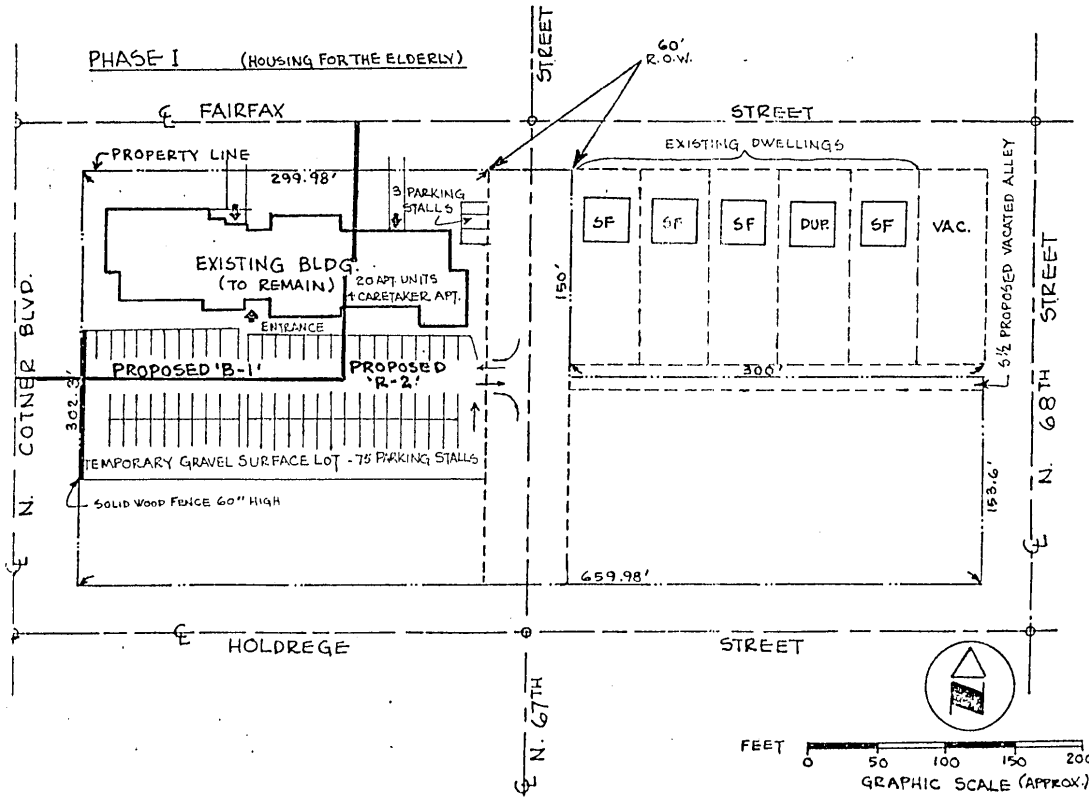 PHASE I (HOUSING FOR THE ELDERLY)
STREET
60'
R.O.W.
℄ FAIRFAX
STREET
PROPERTY LINE
299.98'
3 PARKING
STALLS
EXISTING DWELLINGS
SF
SF
SF
DUP.
SF
VAC.
EXISTING BLDG.
(TO REMAIN)
20 APT. UNITS
+ CARETAKER APT.
ENTRANCE
150'
PROPOSED 'B-1'
PROPOSED
'R-2'
300'
302.3'
TEMPORARY GRAVEL SURFACE LOT - 75 PARKING STALLS
SOLID WOOD FENCE 60" HIGH
153.6'
659.98'
℄ N. COTNER BLVD.
5½ PROPOSED VACATED ALLEY
℄ N. 68TH STREET
℄
HOLDREGE
STREET
℄ N. 67TH
FEET
0 50 100 150 200
GRAPHIC SCALE (APPROX.)